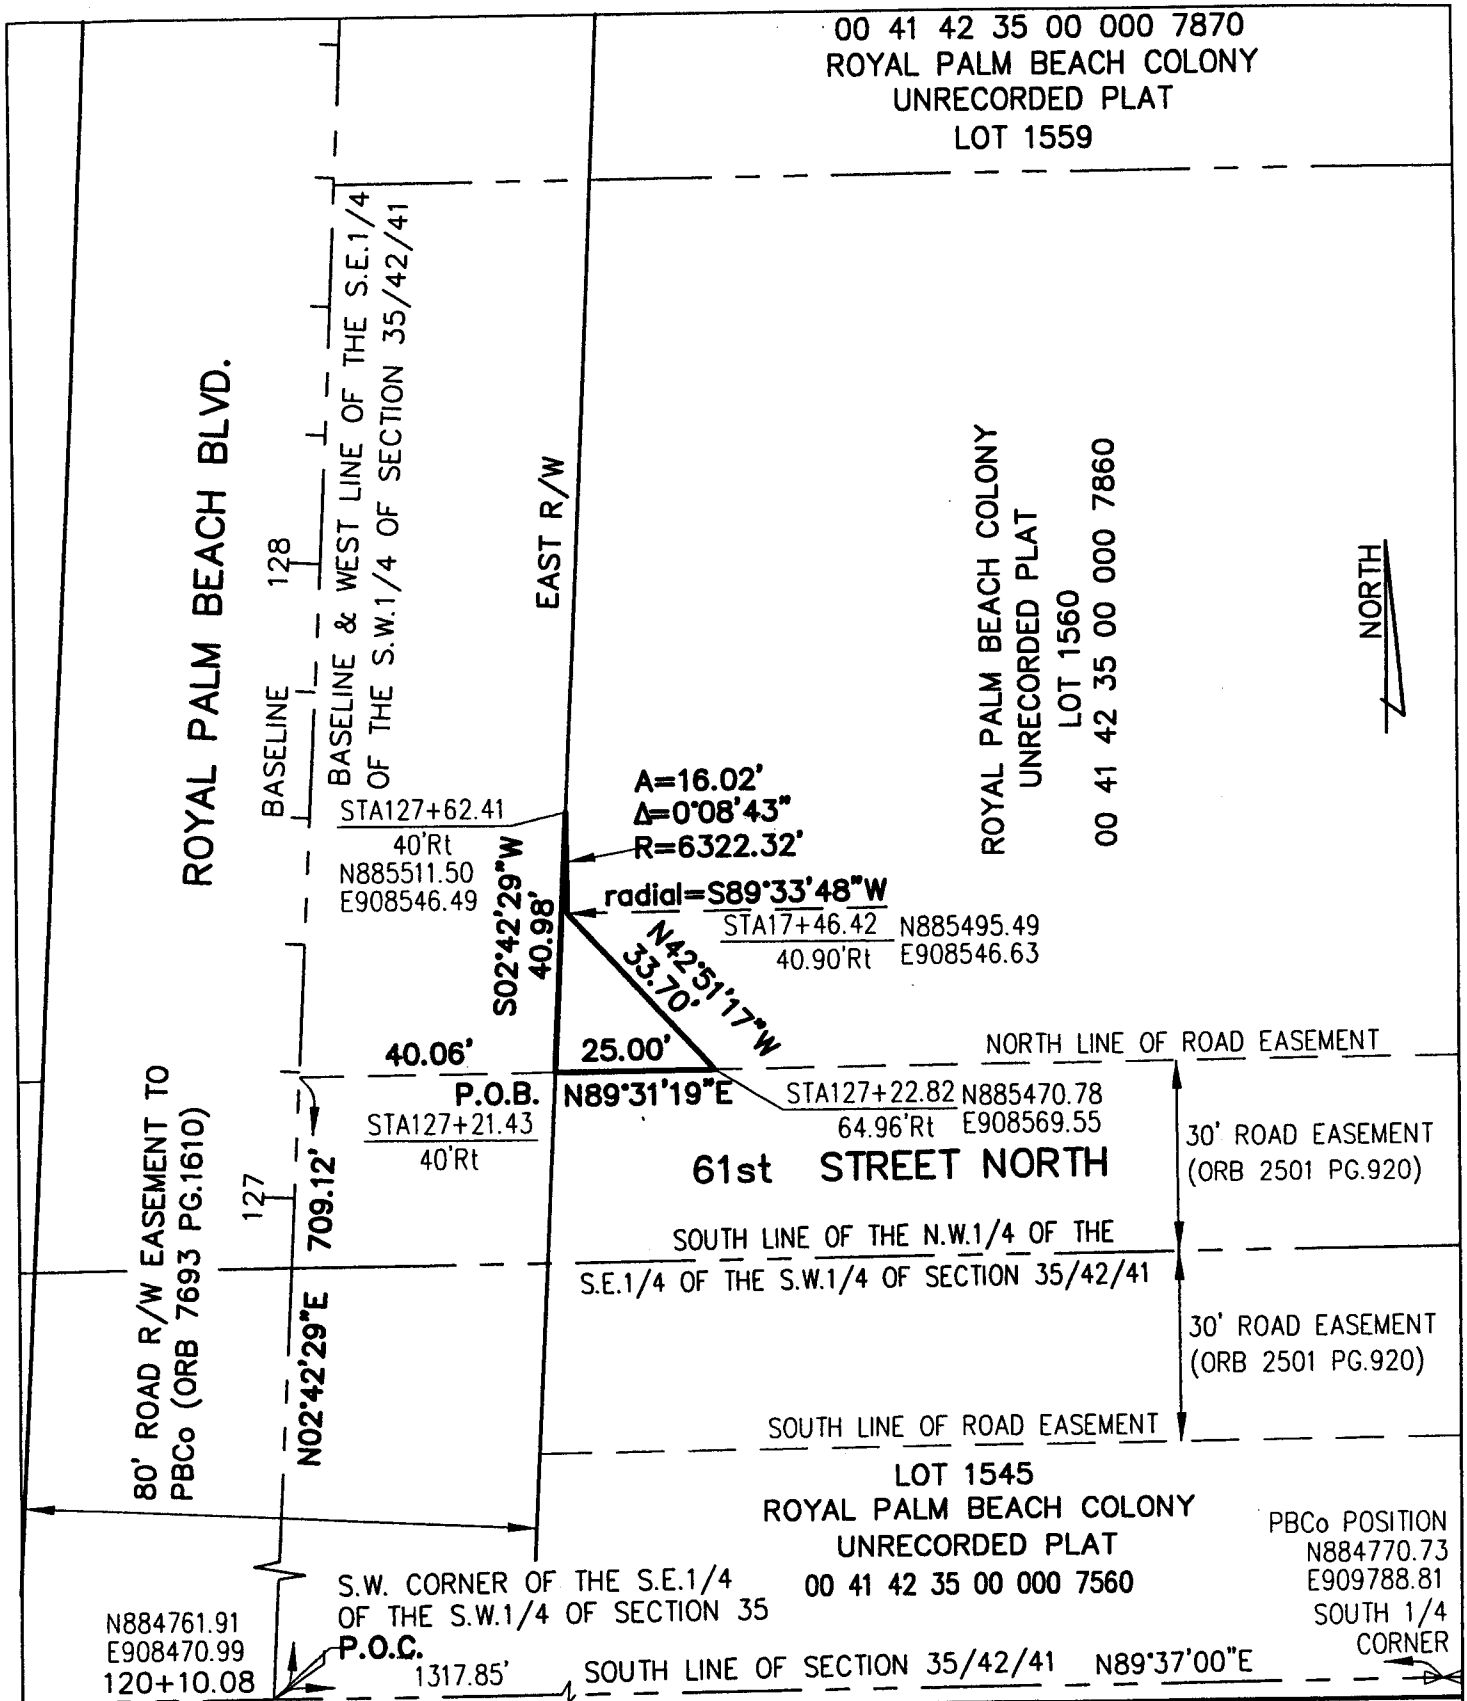 00 41 42 35 00 000 7870
ROYAL PALM BEACH COLONY
UNRECORDED PLAT
LOT 1559
ROYAL PALM BEACH BLVD.
BASELINE
128
BASELINE & WEST LINE OF THE S.E.1/4
OF THE S.W.1/4 OF SECTION 35/42/41
EAST R/W
ROYAL PALM BEACH COLONY
UNRECORDED PLAT
LOT 1560
00 41 42 35 00 000 7860
NORTH
STA127+62.41
40'Rt
N885511.50
E908546.49
A=16.02'
Δ=0°08'43"
R=6322.32'
radial=S89°33'48"W
STA17+46.42 N885495.49
40.90'Rt E908546.63
S02°42'29"W
40.98'
N42°51'17"W
33.70'
40.06'
25.00'
NORTH LINE OF ROAD EASEMENT
P.O.B.
N89°31'19"E
STA127+21.43
40'Rt
STA127+22.82 N885470.78
64.96'Rt E908569.55
61st STREET NORTH
30' ROAD EASEMENT
(ORB 2501 PG.920)
80' ROAD R/W EASEMENT TO
PBCo (ORB 7693 PG.1610)
127
N02°42'29"E 709.12'
SOUTH LINE OF THE N.W.1/4 OF THE
S.E.1/4 OF THE S.W.1/4 OF SECTION 35/42/41
30' ROAD EASEMENT
(ORB 2501 PG.920)
SOUTH LINE OF ROAD EASEMENT
LOT 1545
ROYAL PALM BEACH COLONY
UNRECORDED PLAT
00 41 42 35 00 000 7560
PBCo POSITION
N884770.73
E909788.81
SOUTH 1/4
CORNER
S.W. CORNER OF THE S.E.1/4
OF THE S.W.1/4 OF SECTION 35
P.O.C.
N884761.91
E908470.99
120+10.08
1317.85'
SOUTH LINE OF SECTION 35/42/41 N89°37'00"E